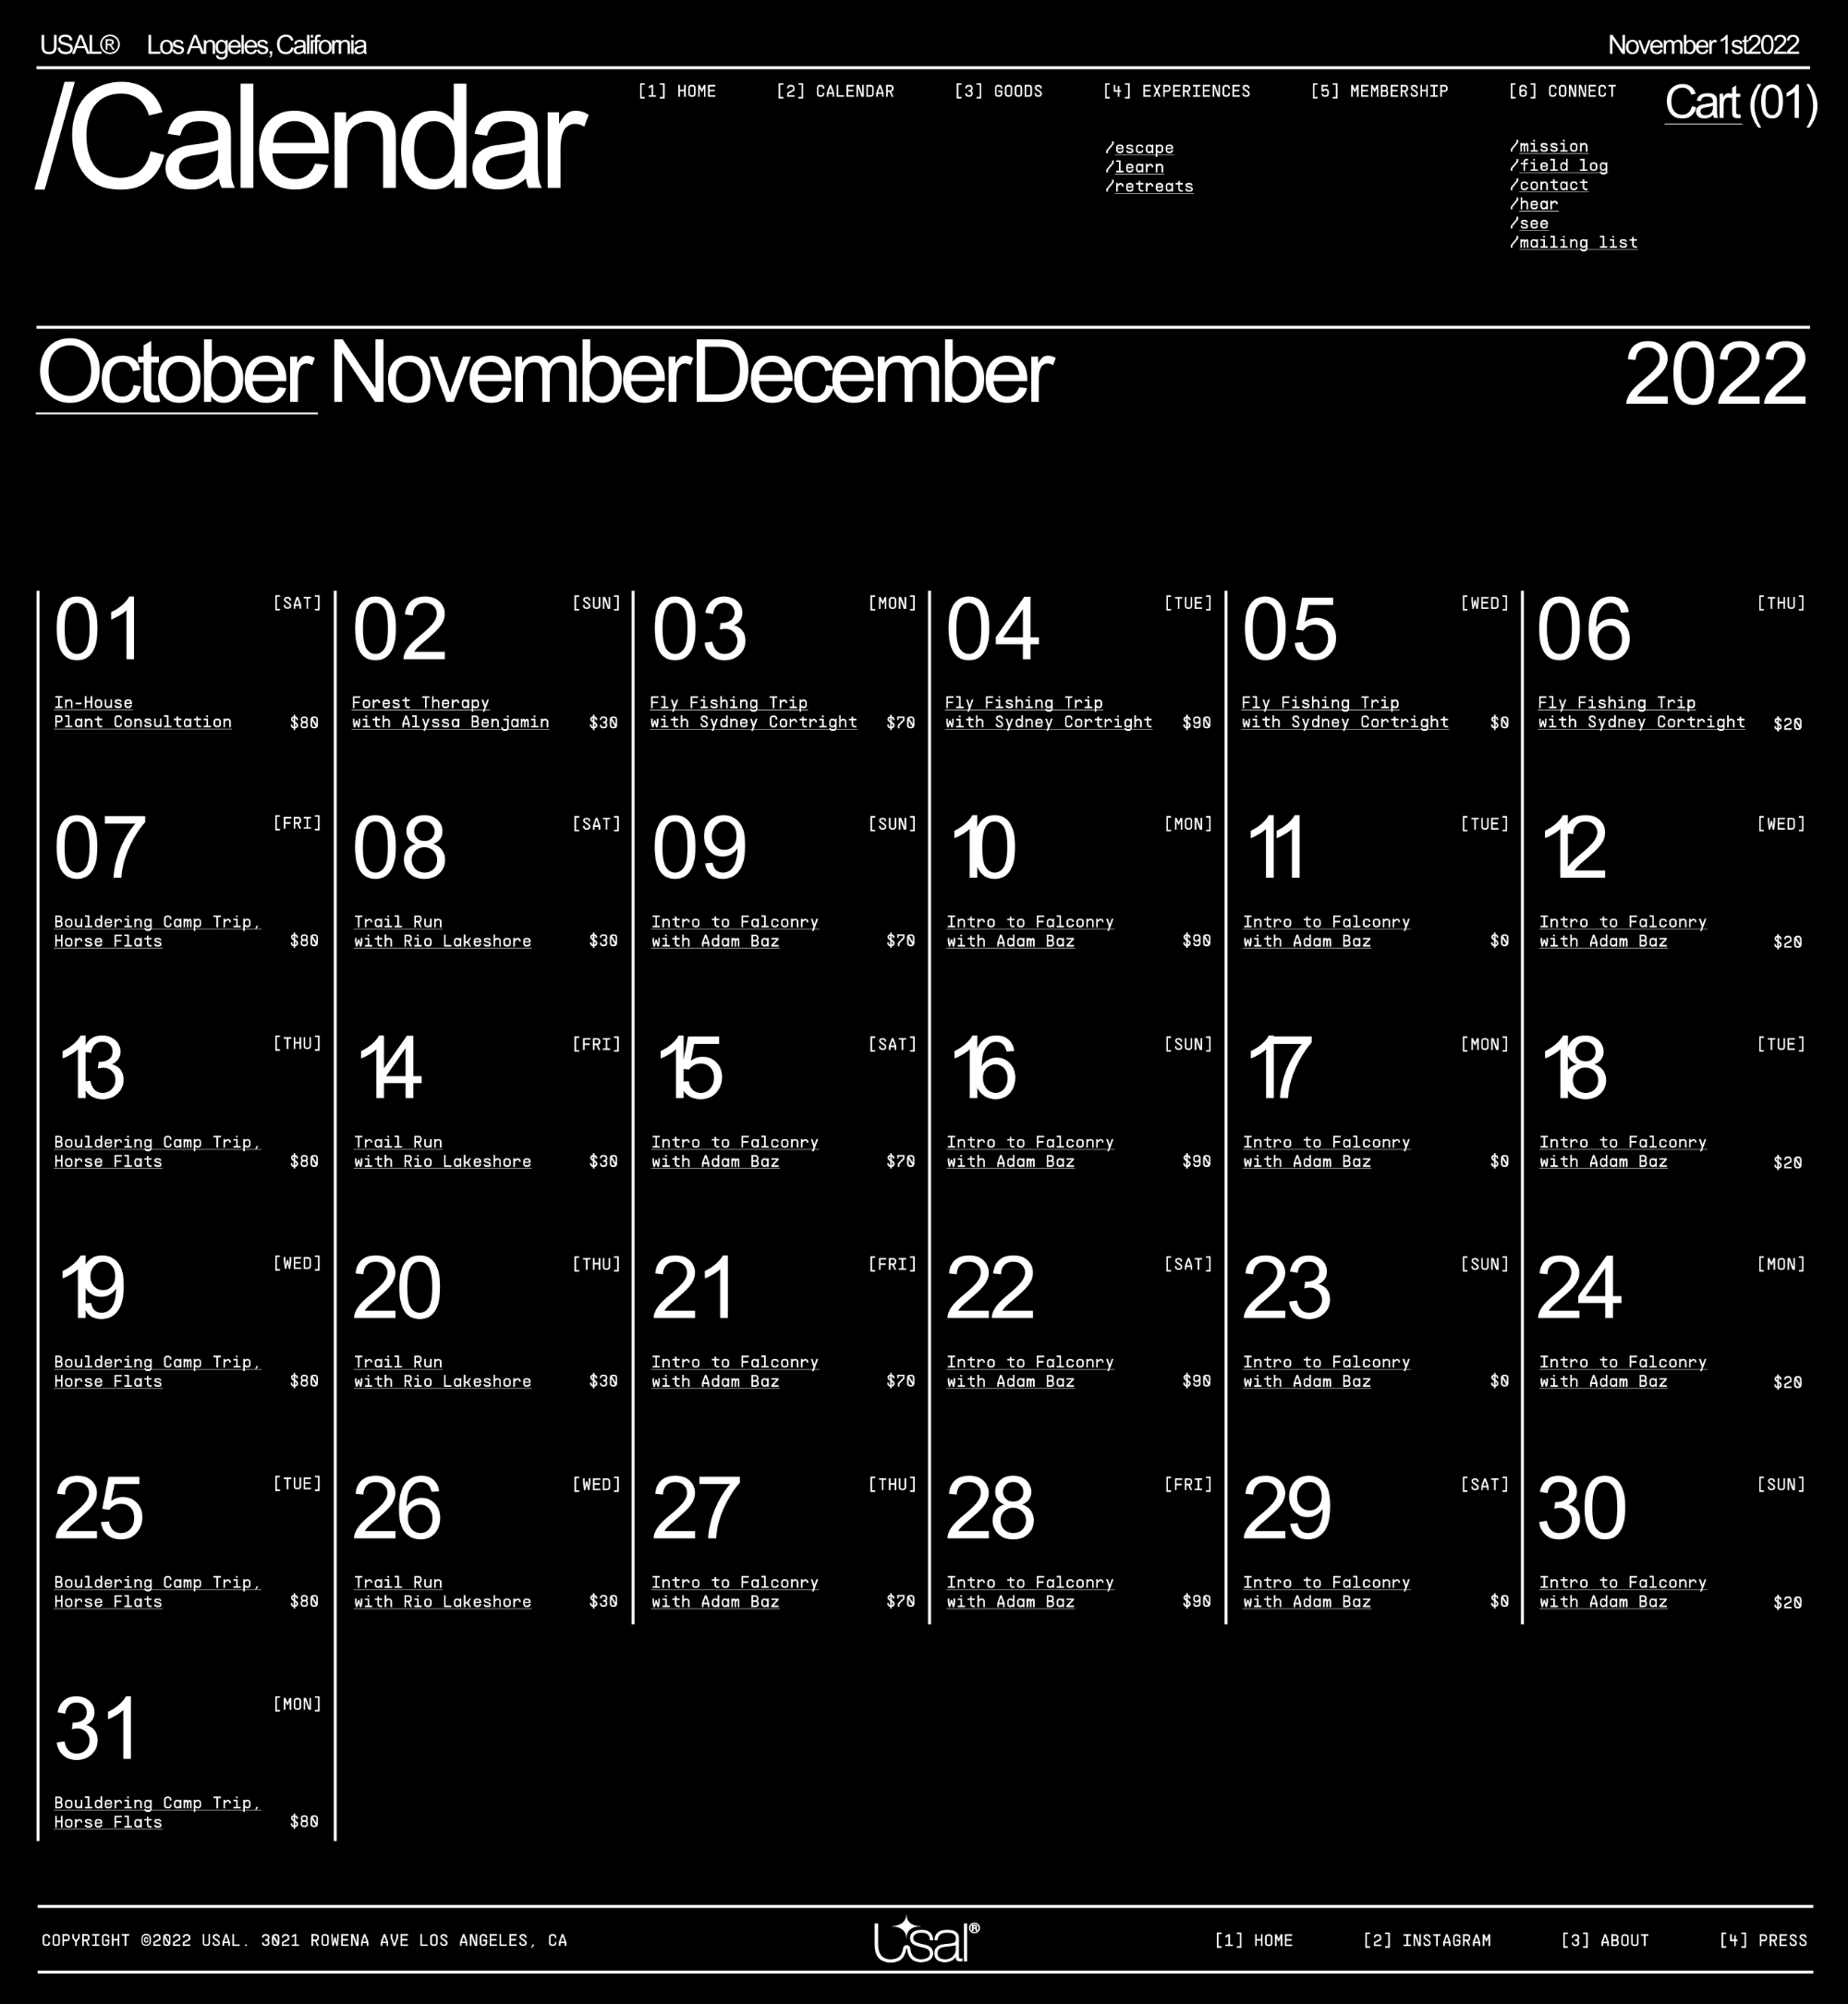 USAL® Los Angeles, California November 1st2022
/Calendar
[1] HOME [2] CALENDAR [3] GOODS [4] EXPERIENCES [5] MEMBERSHIP [6] CONNECT Cart (01)
/escape
/learn
/retreats
/mission
/field log
/contact
/hear
/see
/mailing list
October NovemberDecember 2022
01 [SAT]
In-House
Plant Consultation $80
02 [SUN]
Forest Therapy
with Alyssa Benjamin $30
03 [MON]
Fly Fishing Trip
with Sydney Cortright $70
04 [TUE]
Fly Fishing Trip
with Sydney Cortright $90
05 [WED]
Fly Fishing Trip
with Sydney Cortright $0
06 [THU]
Fly Fishing Trip
with Sydney Cortright $20
07 [FRI]
Bouldering Camp Trip,
Horse Flats $80
08 [SAT]
Trail Run
with Rio Lakeshore $30
09 [SUN]
Intro to Falconry
with Adam Baz $70
10 [MON]
Intro to Falconry
with Adam Baz $90
11 [TUE]
Intro to Falconry
with Adam Baz $0
12 [WED]
Intro to Falconry
with Adam Baz $20
13 [THU]
Bouldering Camp Trip,
Horse Flats $80
14 [FRI]
Trail Run
with Rio Lakeshore $30
15 [SAT]
Intro to Falconry
with Adam Baz $70
16 [SUN]
Intro to Falconry
with Adam Baz $90
17 [MON]
Intro to Falconry
with Adam Baz $0
18 [TUE]
Intro to Falconry
with Adam Baz $20
19 [WED]
Bouldering Camp Trip,
Horse Flats $80
20 [THU]
Trail Run
with Rio Lakeshore $30
21 [FRI]
Intro to Falconry
with Adam Baz $70
22 [SAT]
Intro to Falconry
with Adam Baz $90
23 [SUN]
Intro to Falconry
with Adam Baz $0
24 [MON]
Intro to Falconry
with Adam Baz $20
25 [TUE]
Bouldering Camp Trip,
Horse Flats $80
26 [WED]
Trail Run
with Rio Lakeshore $30
27 [THU]
Intro to Falconry
with Adam Baz $70
28 [FRI]
Intro to Falconry
with Adam Baz $90
29 [SAT]
Intro to Falconry
with Adam Baz $0
30 [SUN]
Intro to Falconry
with Adam Baz $20
31 [MON]
Bouldering Camp Trip,
Horse Flats $80
COPYRIGHT ©2022 USAL. 3021 ROWENA AVE LOS ANGELES, CA Usal® [1] HOME [2] INSTAGRAM [3] ABOUT [4] PRESS